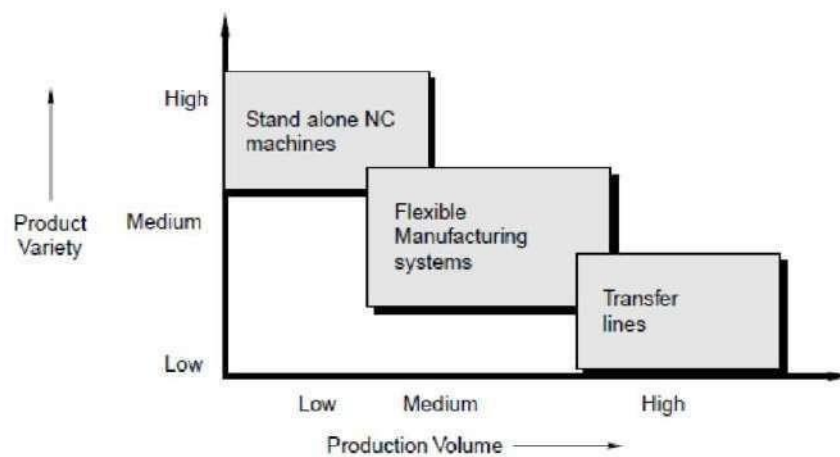 High
Stand alone NC
machines
Product
Variety
Medium
Flexible
Manufacturing
systems
Transfer
lines
Low
Low Medium High
Production Volume